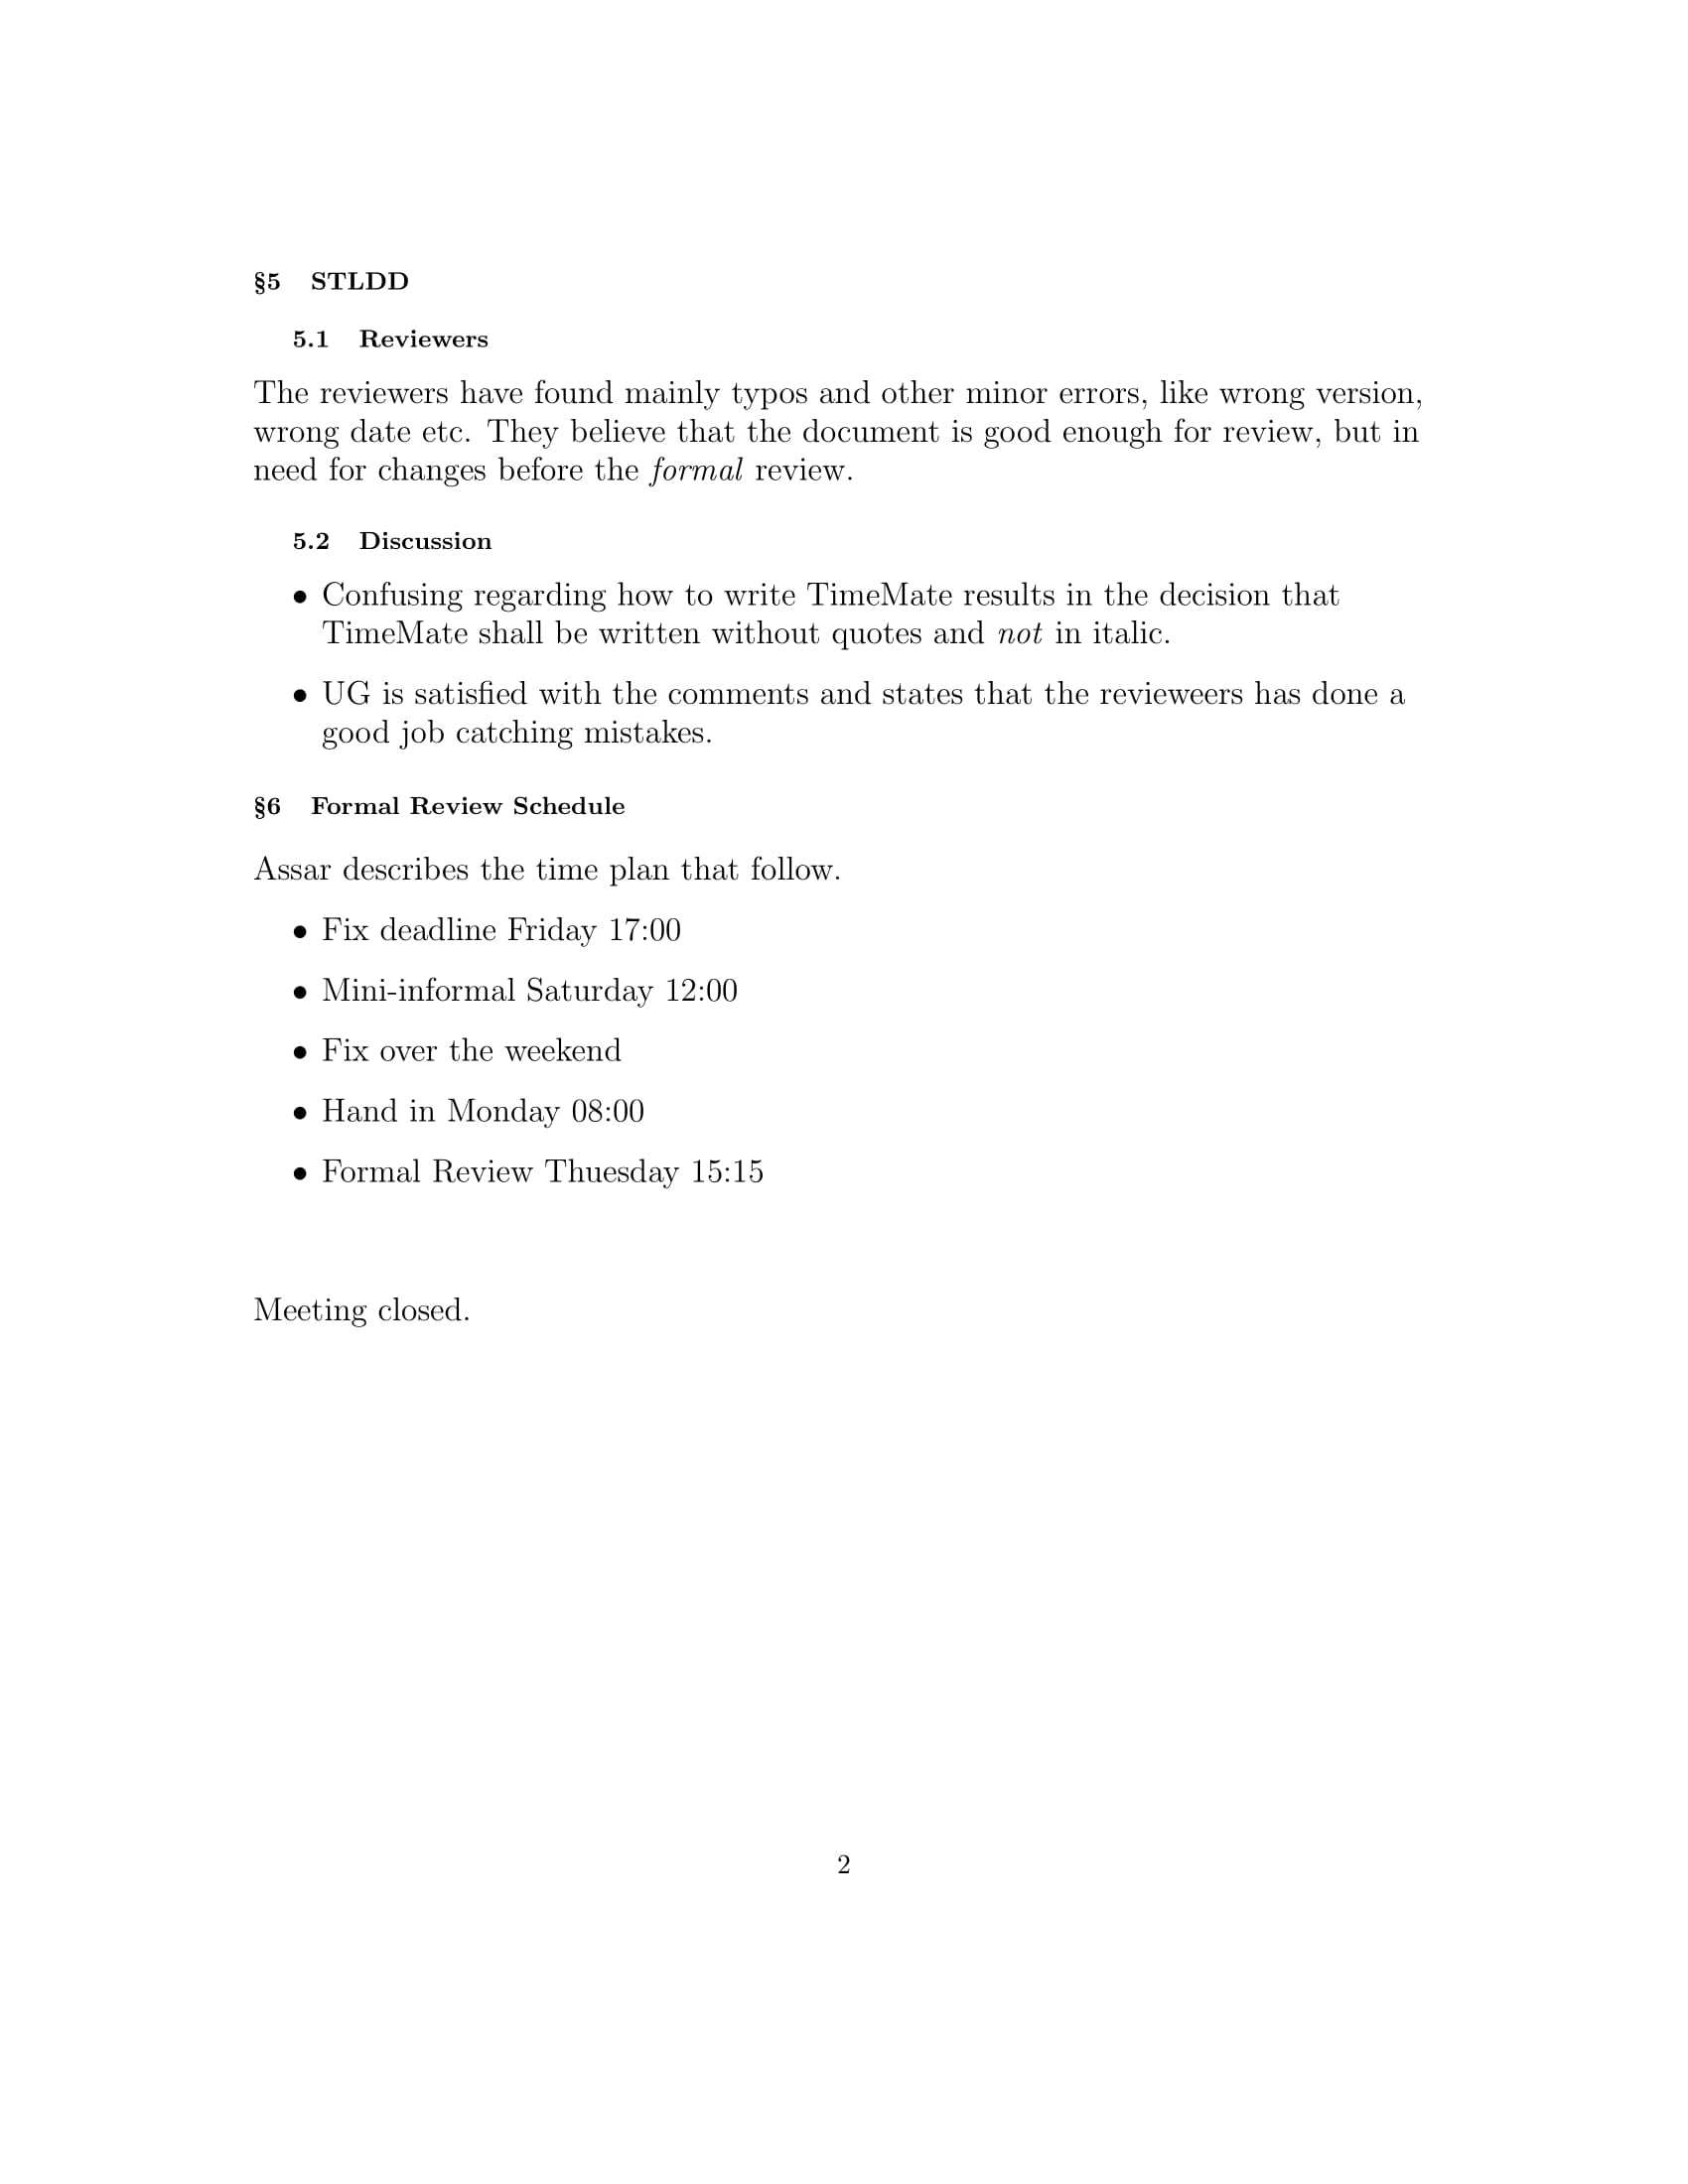 §5 STLDD
5.1 Reviewers
The reviewers have found mainly typos and other minor errors, like wrong version,
wrong date etc. They believe that the document is good enough for review, but in
need for changes before the formal review.
5.2 Discussion
• Confusing regarding how to write TimeMate results in the decision that
TimeMate shall be written without quotes and not in italic.
• UG is satisfied with the comments and states that the revieweers has done a
good job catching mistakes.
§6 Formal Review Schedule
Assar describes the time plan that follow.
• Fix deadline Friday 17:00
• Mini-informal Saturday 12:00
• Fix over the weekend
• Hand in Monday 08:00
• Formal Review Thuesday 15:15
Meeting closed.
2